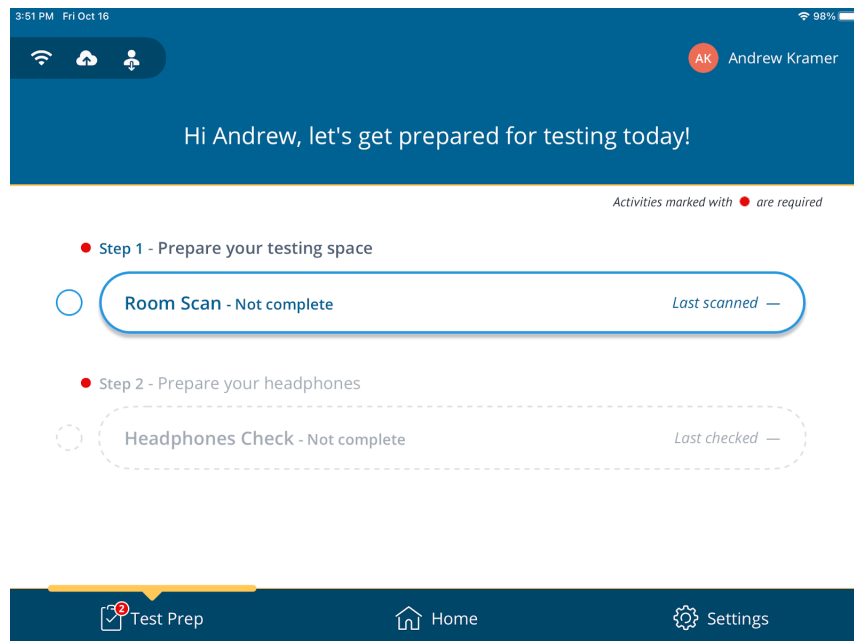 3:51 PM Fri Oct 16 98%
AK Andrew Kramer
Hi Andrew, let's get prepared for testing today!
Activities marked with are required
Step 1 - Prepare your testing space
Room Scan - Not complete Last scanned —
Step 2 - Prepare your headphones
Headphones Check - Not complete Last checked —
2 Test Prep Home Settings